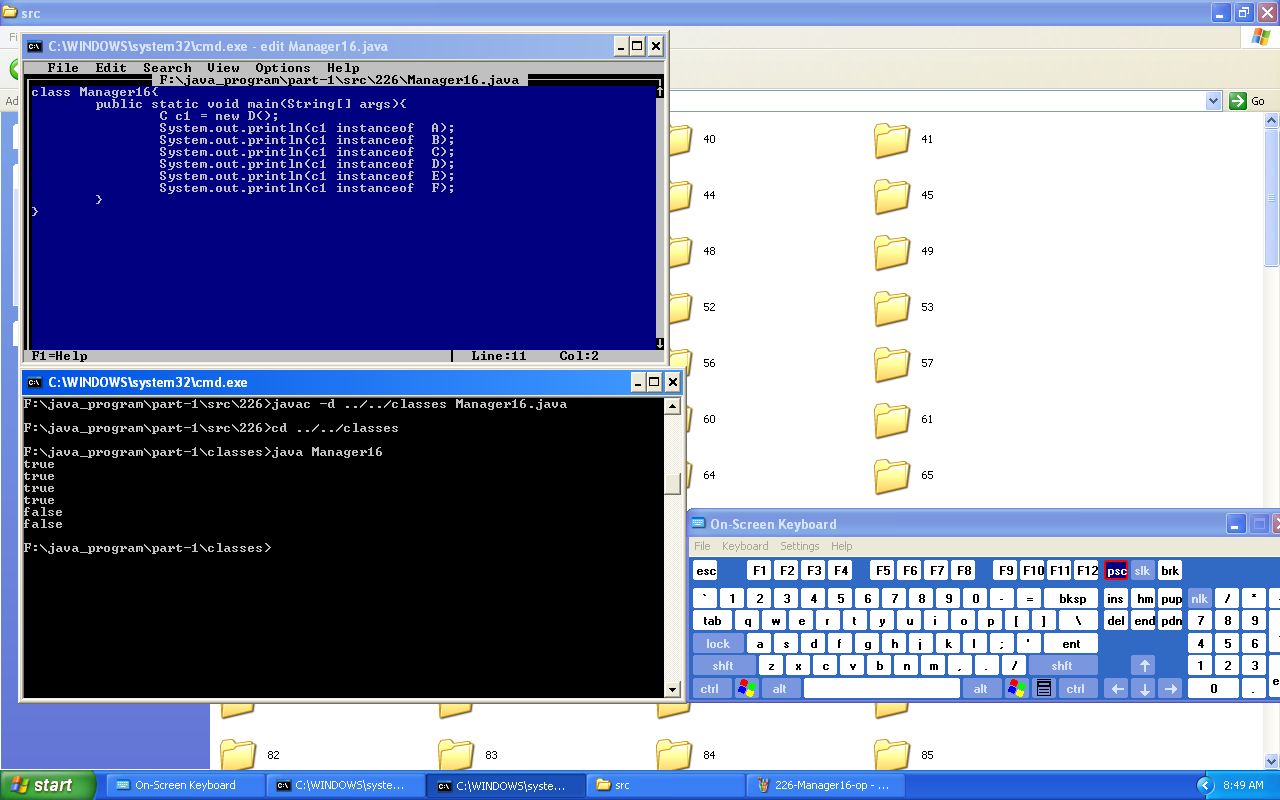 src
C:\WINDOWS\system32\cmd.exe - edit Manager16.java
File Edit Search View Options Help
F:\java_program\part-1\src\226\Manager16.java
class Manager16{
public static void main(String[] args){
C c1 = new D();
System.out.println(c1 instanceof  A);
System.out.println(c1 instanceof  B);
System.out.println(c1 instanceof  C);
System.out.println(c1 instanceof  D);
System.out.println(c1 instanceof  E);
System.out.println(c1 instanceof  F);
}
}
F1=Help Line:11 Col:2
Go
40 41
44 45
48 49
52 53
56 57
60 61
64 65
C:\WINDOWS\system32\cmd.exe
F:\java_program\part-1\src\226>javac -d ../../classes Manager16.java
F:\java_program\part-1\src\226>cd ../../classes
F:\java_program\part-1\classes>java Manager16
true
true
true
true
false
false
F:\java_program\part-1\classes>
On-Screen Keyboard
File Keyboard Settings Help
esc F1 F2 F3 F4 F5 F6 F7 F8 F9 F10 F11 F12 psc slk brk
` 1 2 3 4 5 6 7 8 9 0 - = bksp ins hm pup nlk / *
tab q w e r t y u i o p [ ] \ del end pdn 7 8 9
lock a s d f g h j k l ; ' ent 4 5 6
shft z x c v b n m , . / shft ↑ 1 2 3
ctrl alt alt ctrl ← ↓ → 0 .
82 83 84 85
start On-Screen Keyboard C:\WINDOWS\syste... C:\WINDOWS\syste... src 226-Manager16-op - ... 8:49 AM